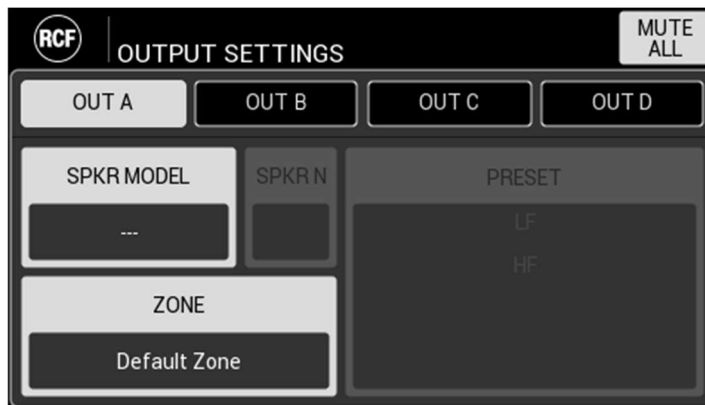 RCF
OUTPUT SETTINGS
MUTE
ALL
OUT A
OUT B
OUT C
OUT D
SPKR MODEL
SPKR N
PRESET
---
LF
HF
ZONE
Default Zone